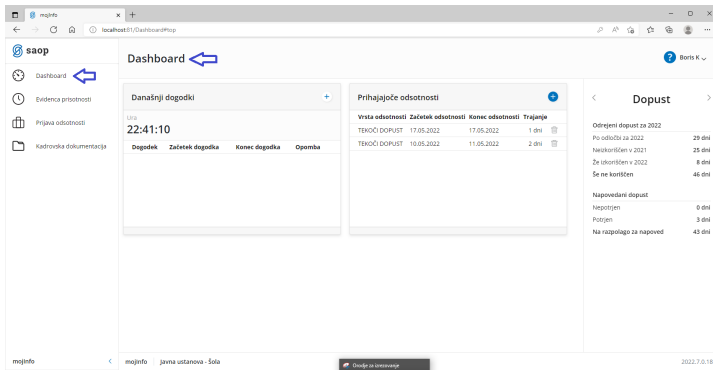 mojInfo
localhost:81/Dashboard#top
saop
Dashboard
Evidenca prisotnosti
Prijava odsotnosti
Kadrovska dokumentacija
Dashboard
? Boris K
Današnji dogodki +
Ura
22:41:10
Dogodek Začetek dogodka Konec dogodka Opomba
Prihajajoče odsotnosti +
Vrsta odsotnosti Začetek odsotnosti Konec odsotnosti Trajanje
TEKOČI DOPUST 17.05.2022 17.05.2022 1 dni
TEKOČI DOPUST 10.05.2022 11.05.2022 2 dni
Dopust
Odrejeni dopust za 2022
Po odločbi za 2022 29 dni
Neizkoriščen v 2021 25 dni
Že izkoriščen v 2022 8 dni
Še ne koriščen 46 dni
Napovedani dopust
Nepotrjen 0 dni
Potrjen 3 dni
Na razpolago za napoved 43 dni
mojInfo
mojInfo Javna ustanova - Šola
Orodje za izrezovanje
2022.7.0.18